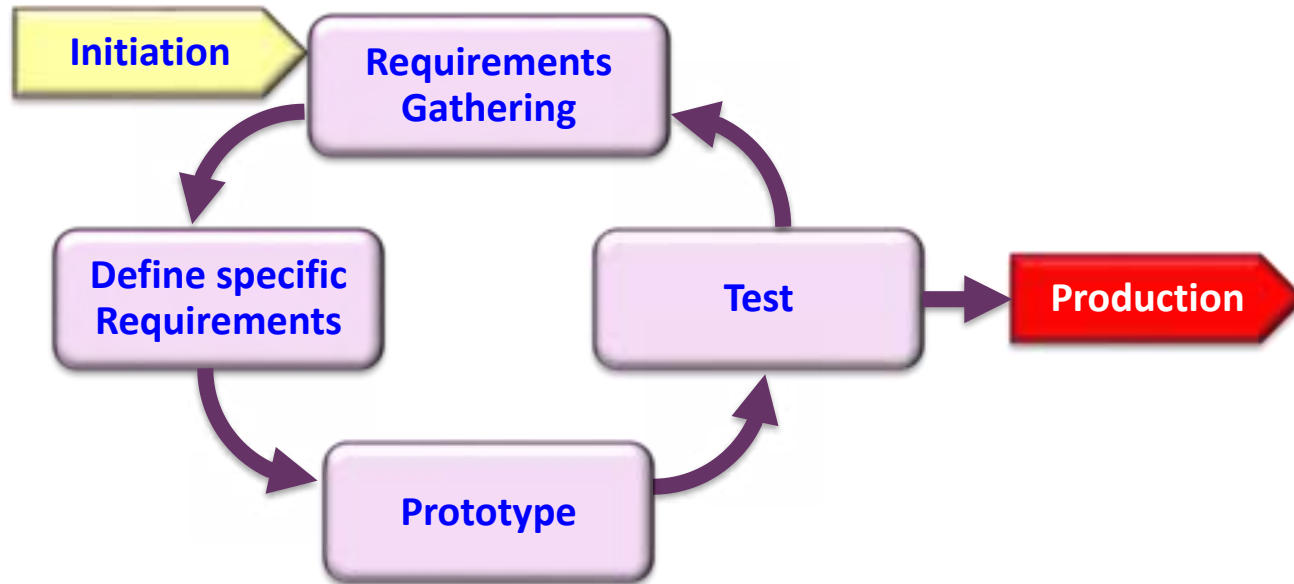 Initiation
Requirements
Gathering
Define specific
Requirements
Test
Production
Prototype